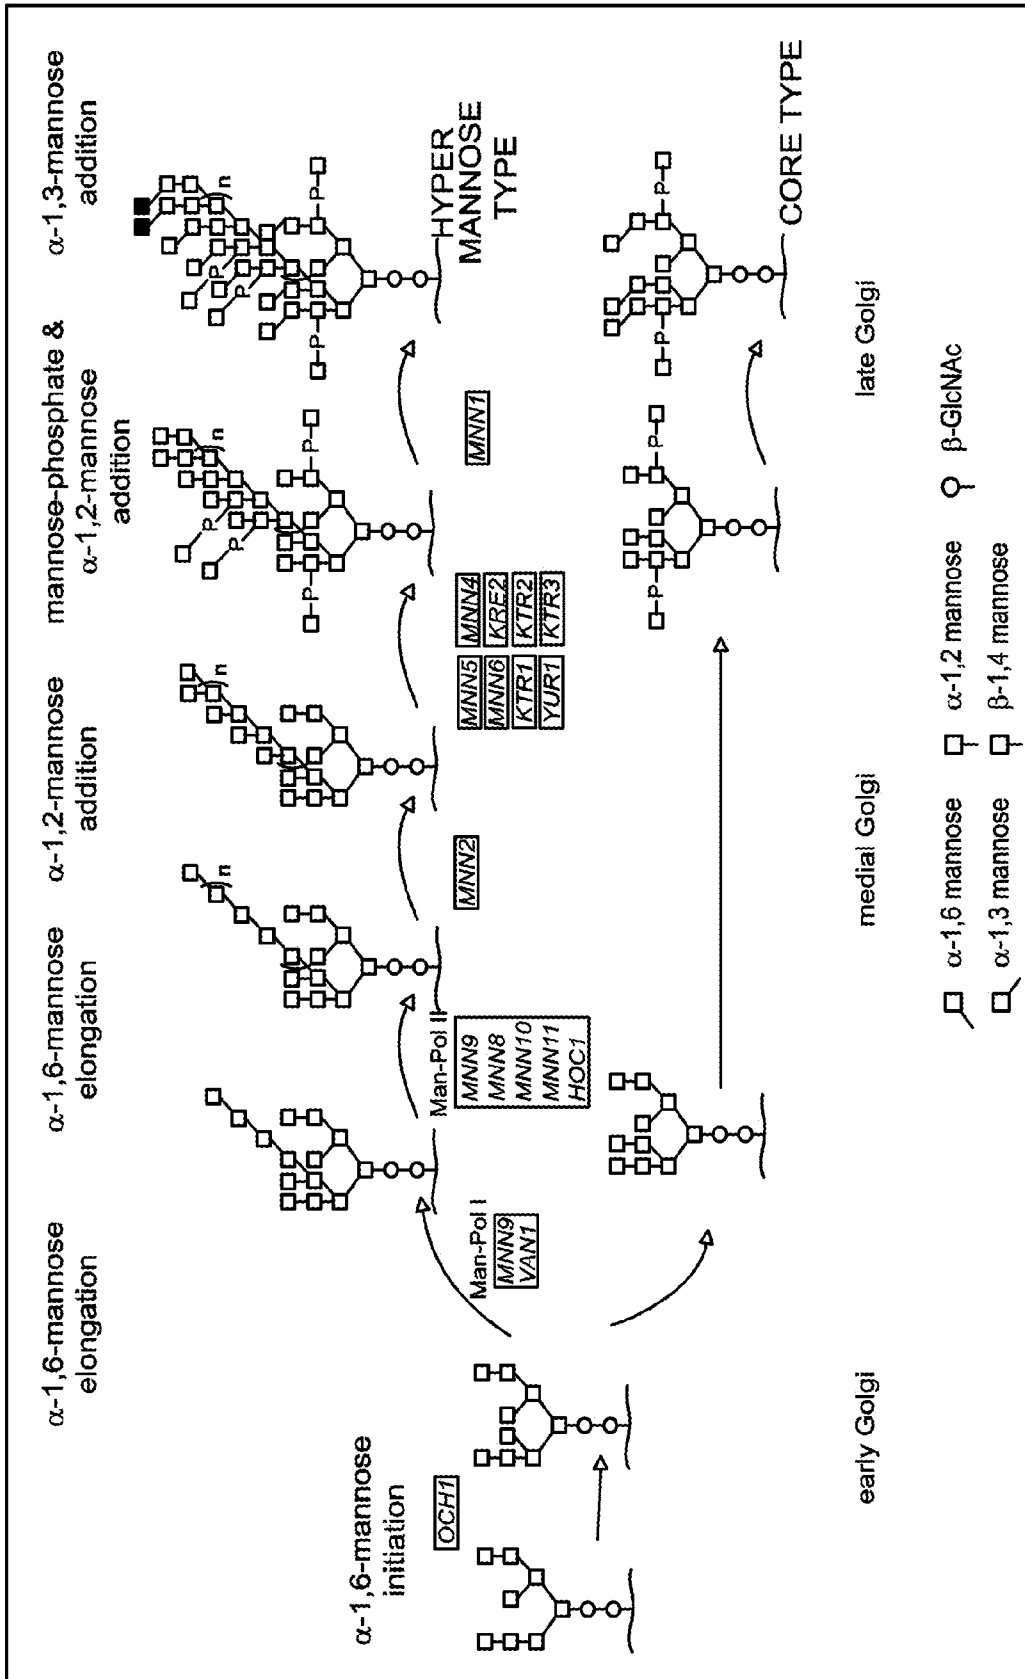 α-1,6-mannose
initiation
OCH1
α-1,6-mannose
elongation
Man-Pol I
MNN9
VAN1
α-1,6-mannose
elongation
Man-Pol II
MNN9
MNN8
MNN10
MNN11
HOC1
n
α-1,2-mannose
addition
MNN2
n
mannose-phosphate &
α-1,2-mannose
addition
MNN5 MNN4
MNN6 KRE2
KTR1 KTR2
YUR1 KTR3
P
P
P
P
n
α-1,3-mannose
addition
MNN1
P
P
P
P
n
HYPER
MANNOSE
TYPE
P
P
P
P
CORE TYPE
early Golgi
medial Golgi
late Golgi
α-1,6 mannose
α-1,2 mannose
β-GlcNAc
α-1,3 mannose
β-1,4 mannose